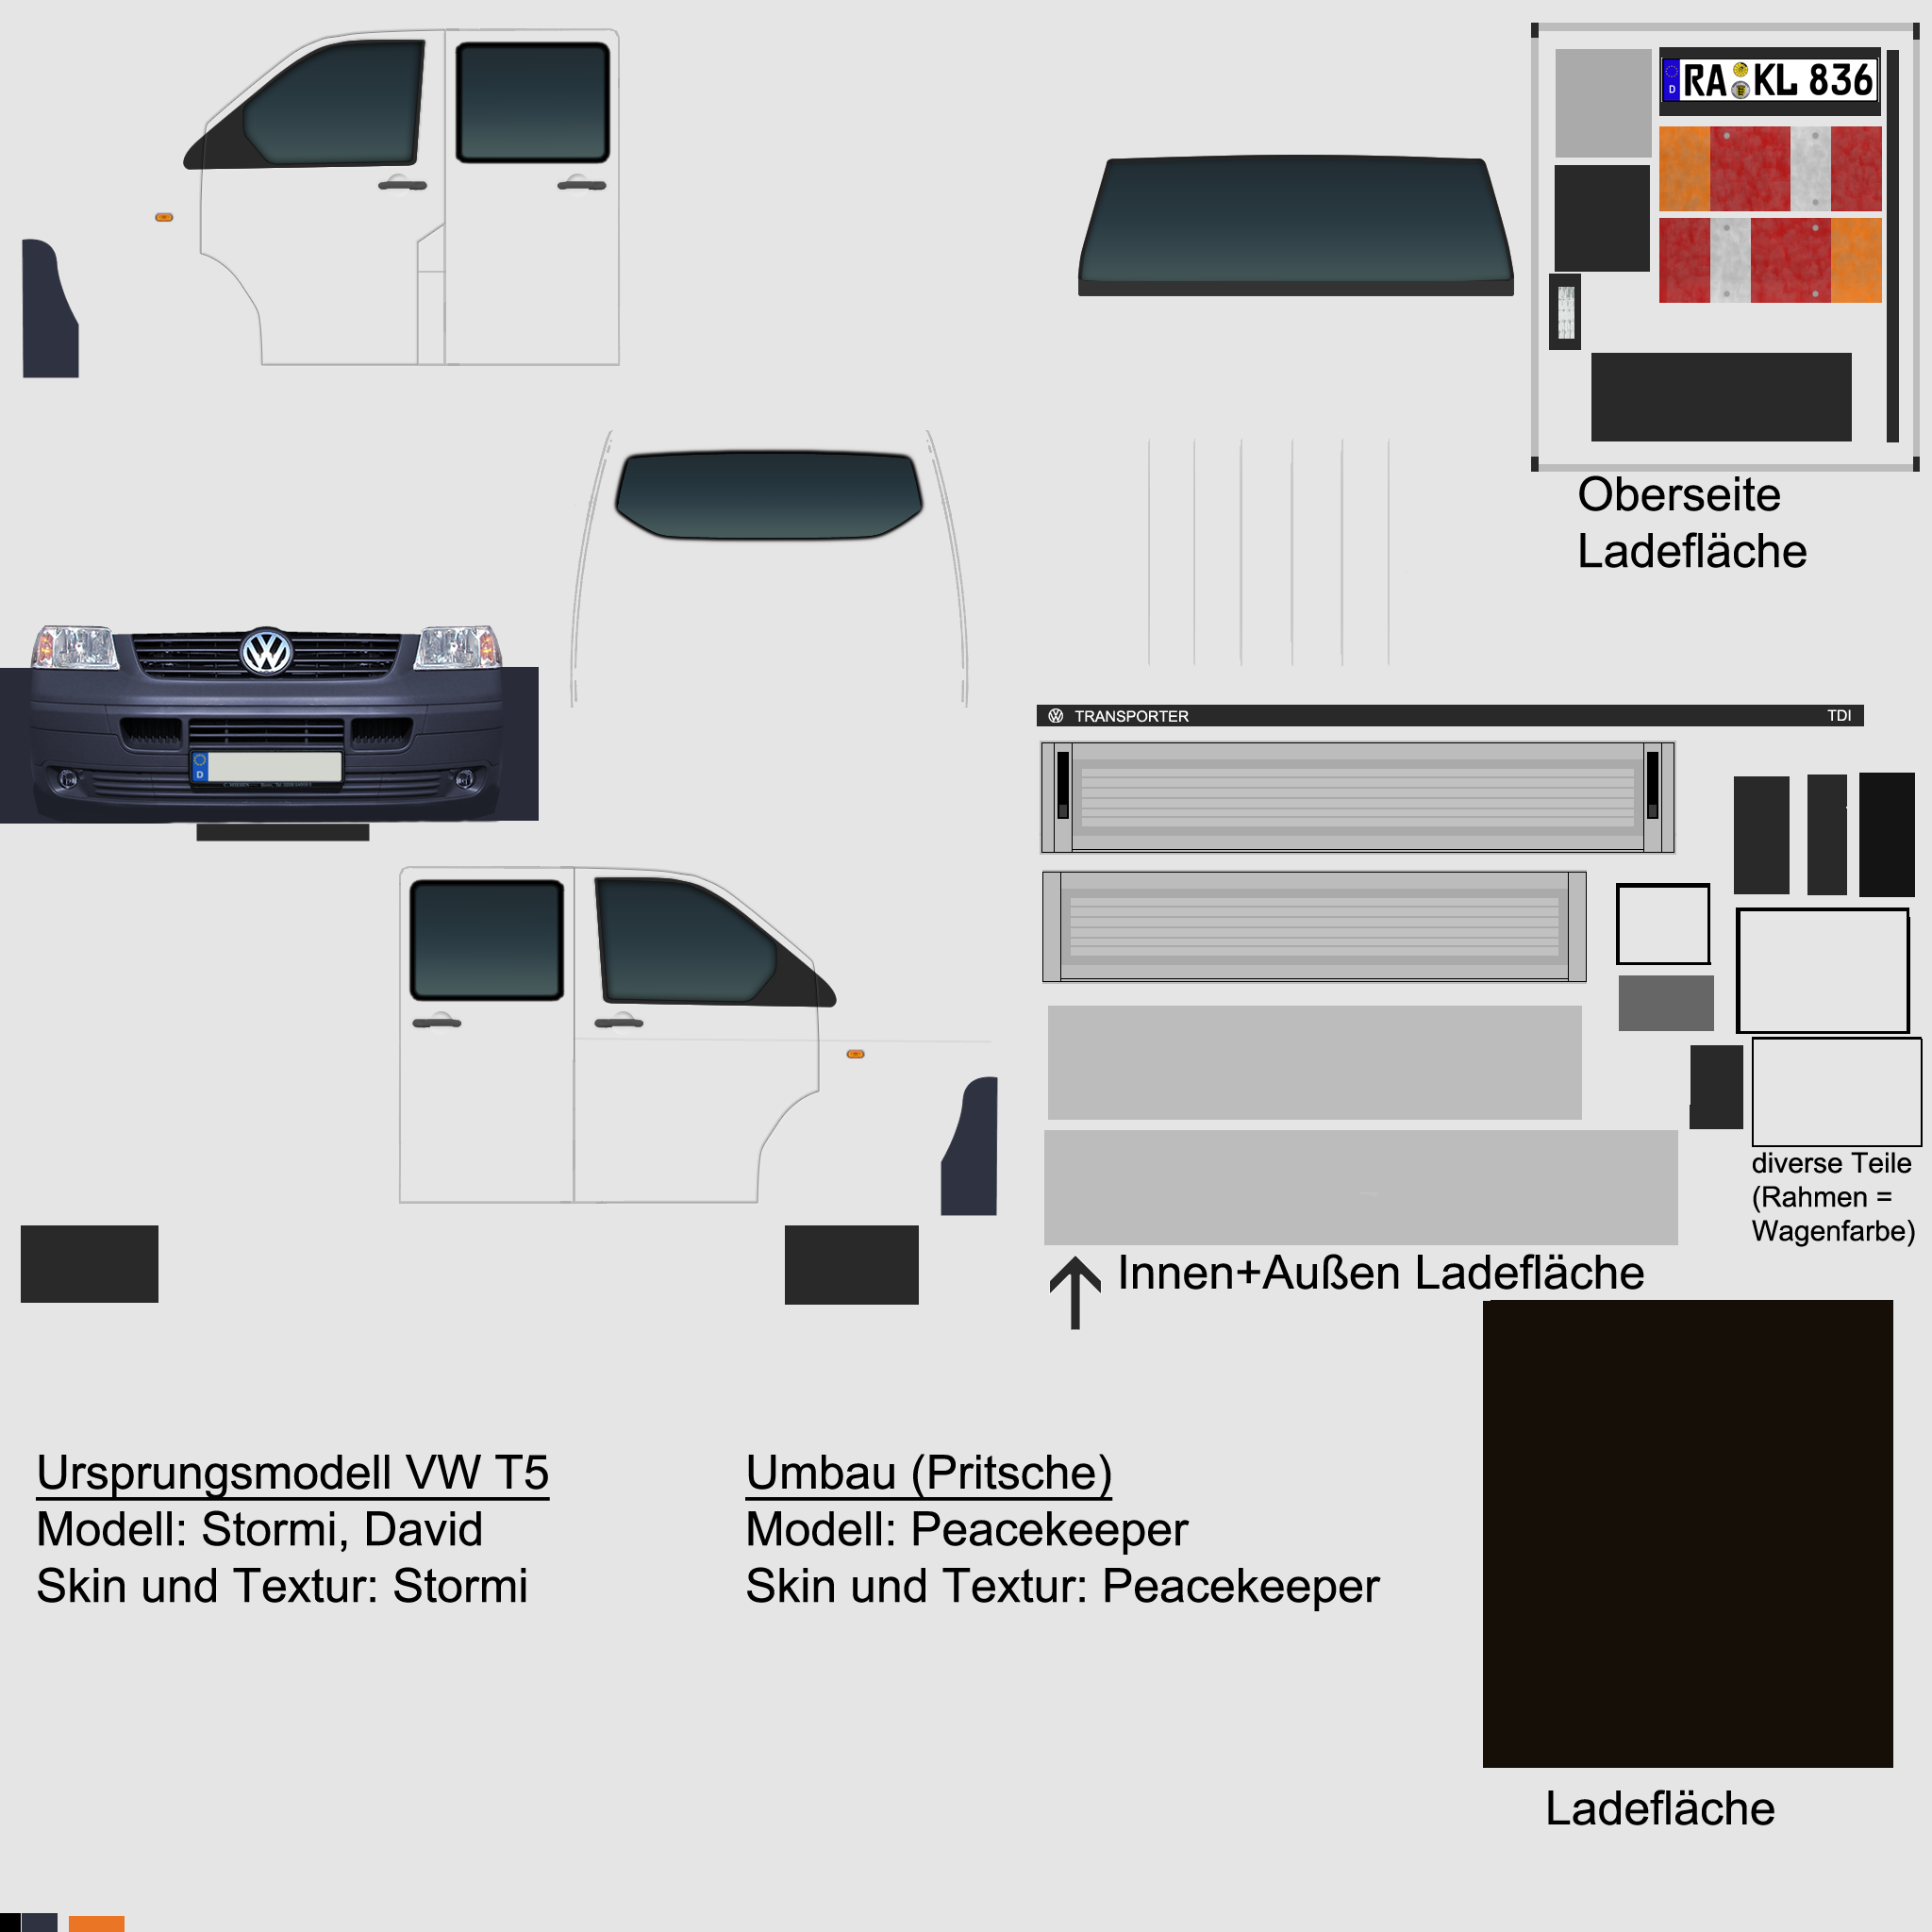 RA KL 836
D
Oberseite
Ladefläche
TRANSPORTER TDI
D
diverse Teile
(Rahmen =
Wagenfarbe)
Innen+Außen Ladefläche
Ursprungsmodell VW T5
Modell: Stormi, David
Skin und Textur: Stormi
Umbau (Pritsche)
Modell: Peacekeeper
Skin und Textur: Peacekeeper
Ladefläche